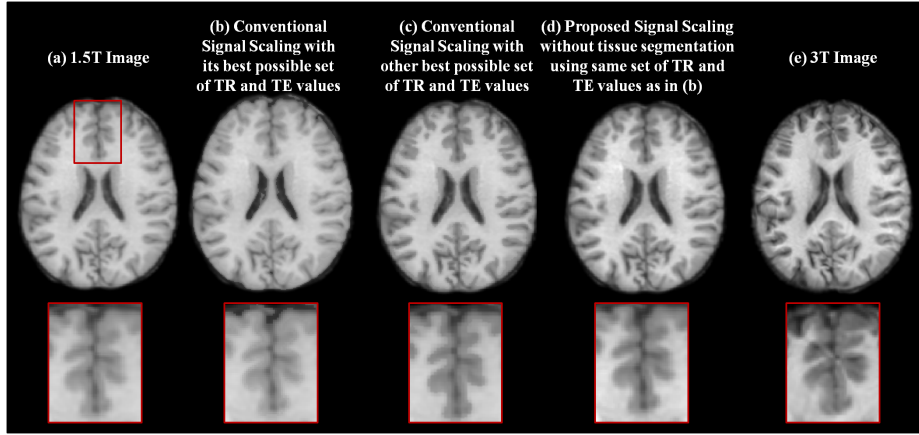 (a) 1.5T Image
(b) Conventional
Signal Scaling with
its best possible set
of TR and TE values
(c) Conventional
Signal Scaling with
other best possible set
of TR and TE values
(d) Proposed Signal Scaling
without tissue segmentation
using same set of TR and
TE values as in (b)
(e) 3T Image